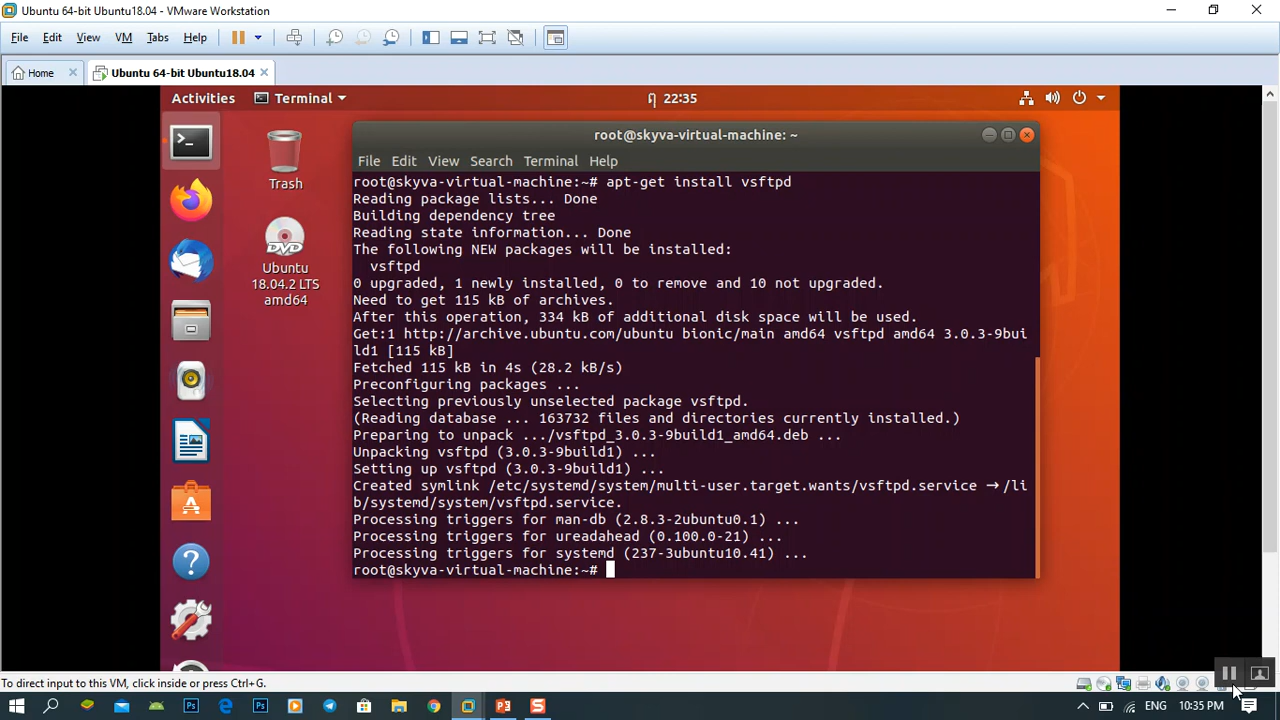 Ubuntu 64-bit Ubuntu18.04 - VMware Workstation
File Edit View VM Tabs Help
Home
Ubuntu 64-bit Ubuntu18.04
Activities Terminal ฤ 22:35
root@skyva-virtual-machine: ~
File Edit View Search Terminal Help
Trash
DVD
Ubuntu
18.04.2 LTS
amd64
root@skyva-virtual-machine:~# apt-get install vsftpd
Reading package lists... Done
Building dependency tree
Reading state information... Done
The following NEW packages will be installed:
vsftpd
0 upgraded, 1 newly installed, 0 to remove and 10 not upgraded.
Need to get 115 kB of archives.
After this operation, 334 kB of additional disk space will be used.
Get:1 http://archive.ubuntu.com/ubuntu bionic/main amd64 vsftpd amd64 3.0.3-9bui
ld1 [115 kB]
Fetched 115 kB in 4s (28.2 kB/s)
Preconfiguring packages ...
Selecting previously unselected package vsftpd.
(Reading database ... 163732 files and directories currently installed.)
Preparing to unpack .../vsftpd_3.0.3-9build1_amd64.deb ...
Unpacking vsftpd (3.0.3-9build1) ...
Setting up vsftpd (3.0.3-9build1) ...
Created symlink /etc/systemd/system/multi-user.target.wants/vsftpd.service → /li
b/systemd/system/vsftpd.service.
Processing triggers for man-db (2.8.3-2ubuntu0.1) ...
Processing triggers for ureadahead (0.100.0-21) ...
Processing triggers for systemd (237-3ubuntu10.41) ...
root@skyva-virtual-machine:~#
To direct input to this VM, click inside or press Ctrl+G.
ENG 10:35 PM